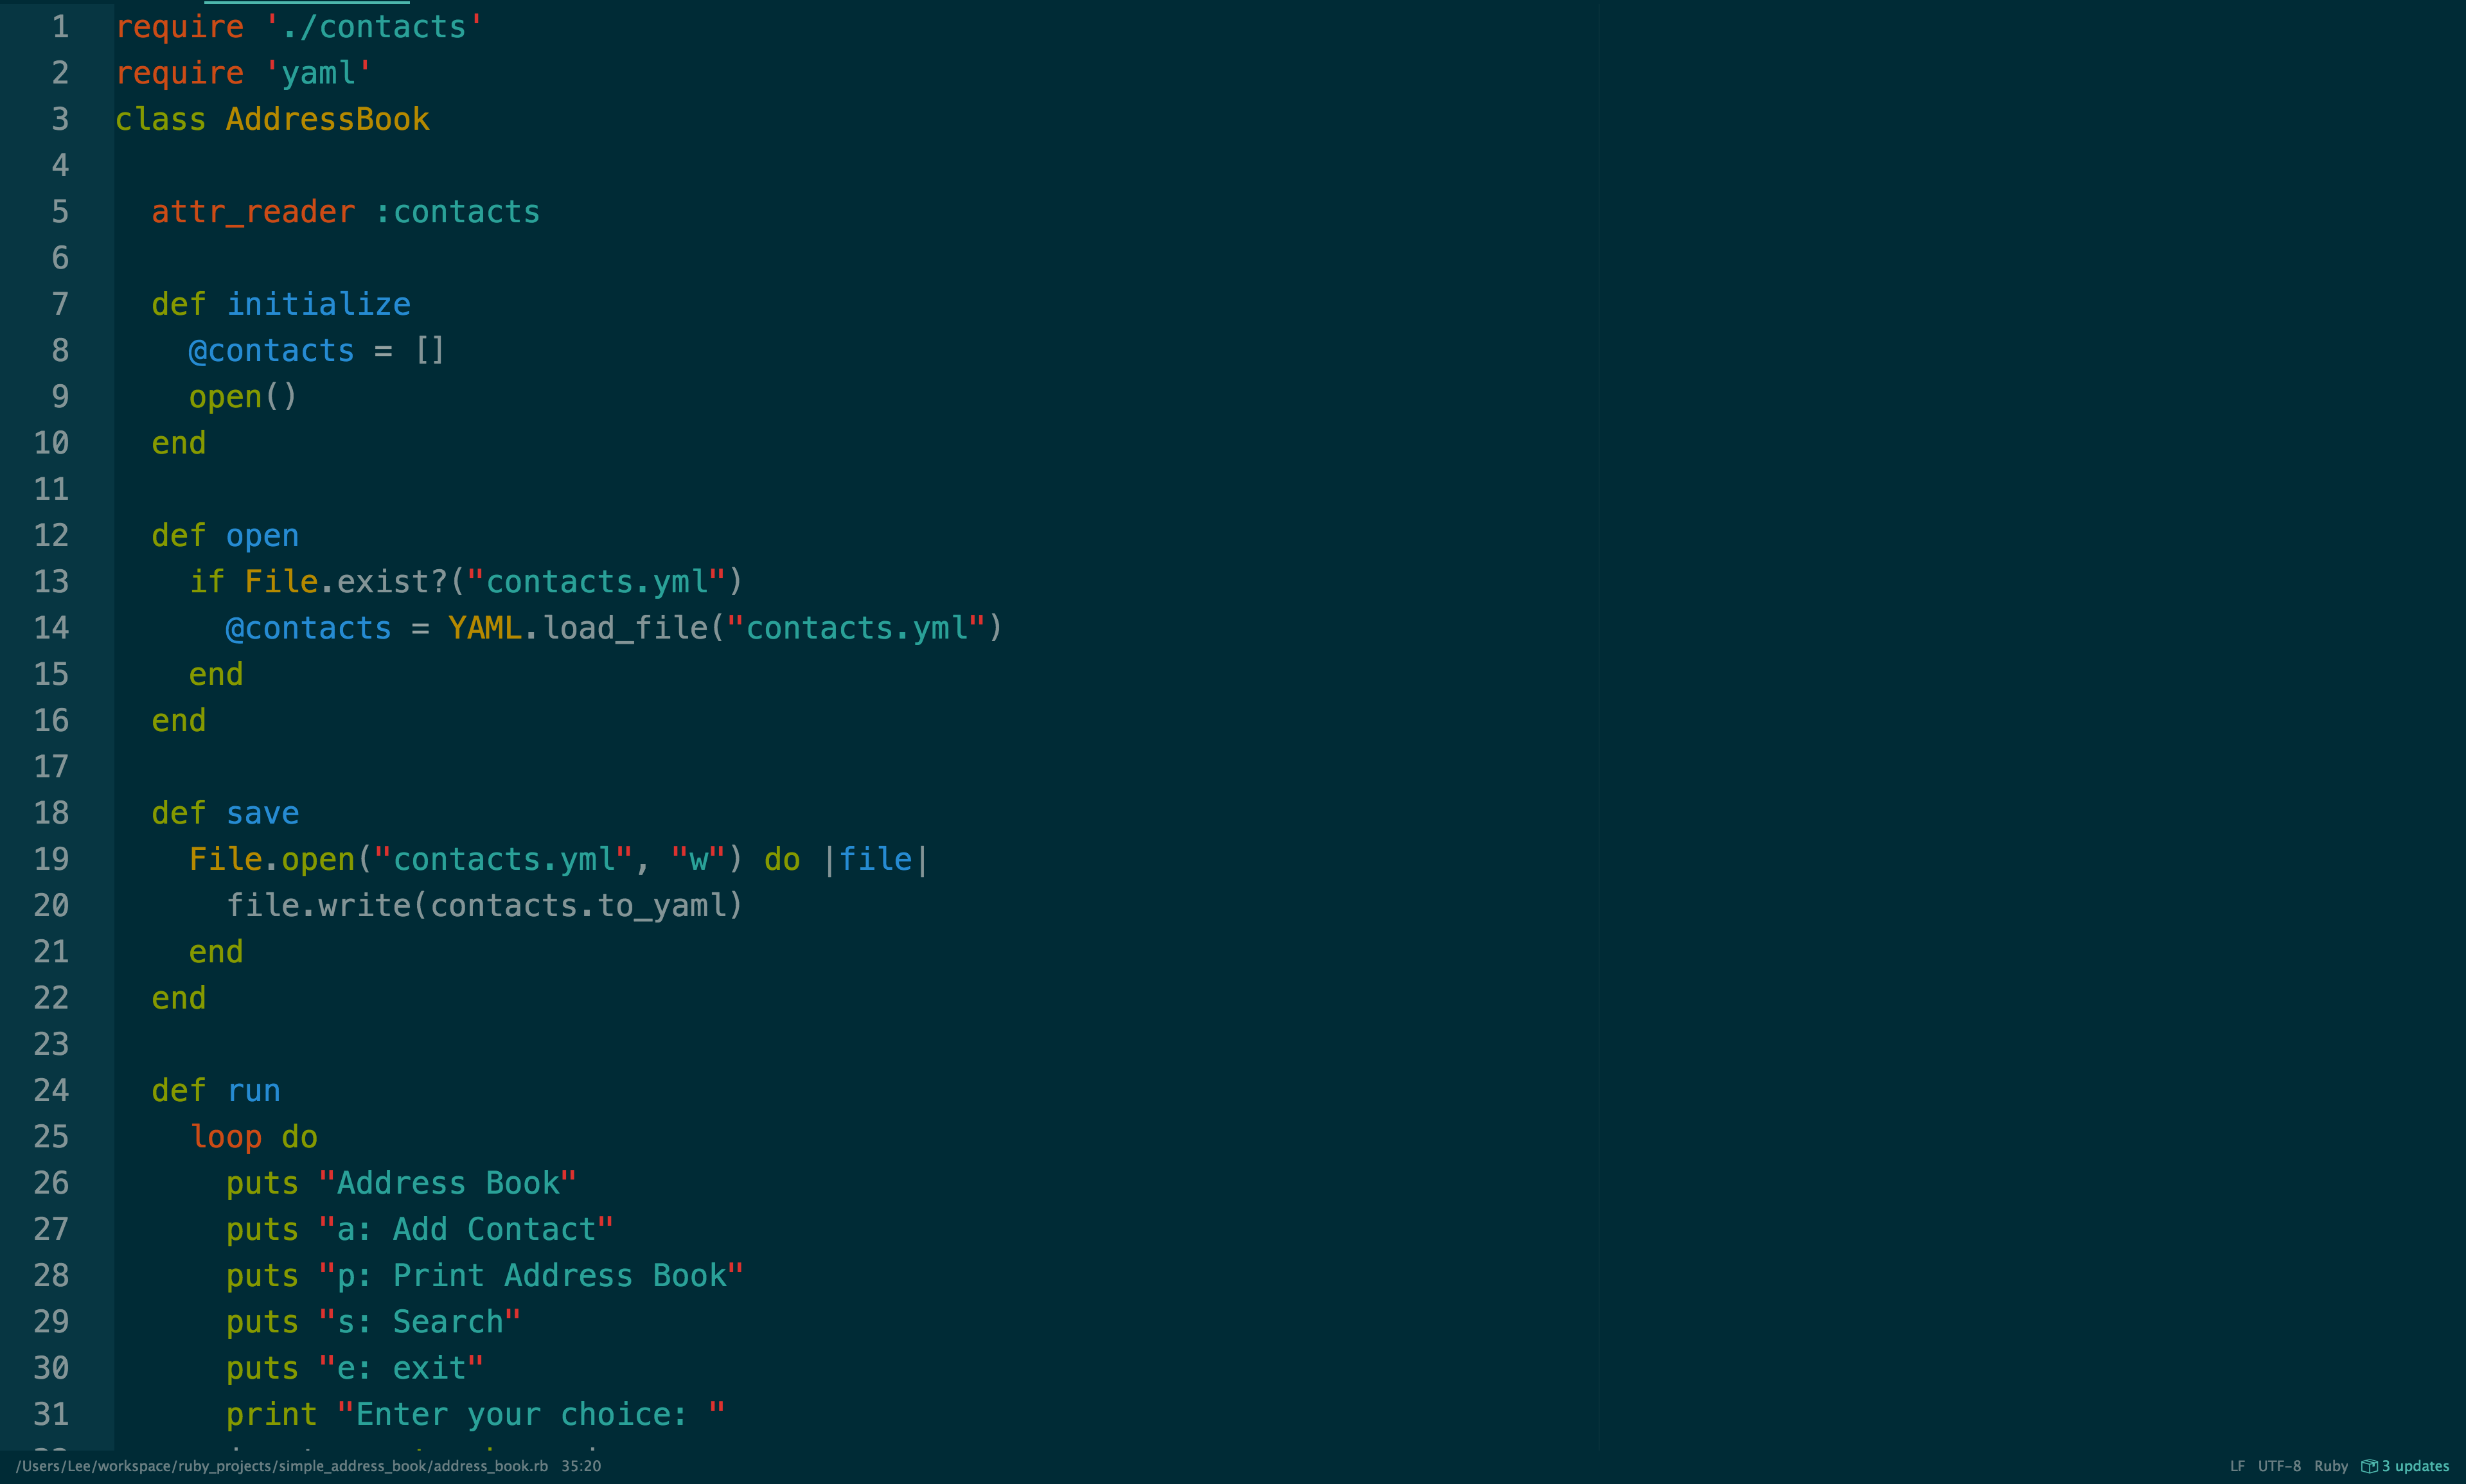 1 require './contacts'
2 require 'yaml'
3 class AddressBook
4
5   attr_reader :contacts
6
7   def initialize
8     @contacts = []
9     open()
10   end
11
12   def open
13     if File.exist?("contacts.yml")
14       @contacts = YAML.load_file("contacts.yml")
15     end
16   end
17
18   def save
19     File.open("contacts.yml", "w") do |file|
20       file.write(contacts.to_yaml)
21     end
22   end
23
24   def run
25     loop do
26       puts "Address Book"
27       puts "a: Add Contact"
28       puts "p: Print Address Book"
29       puts "s: Search"
30       puts "e: exit"
31       print "Enter your choice: "
/Users/Lee/workspace/ruby_projects/simple_address_book/address_book.rb 35:20 LF UTF-8 Ruby 3 updates